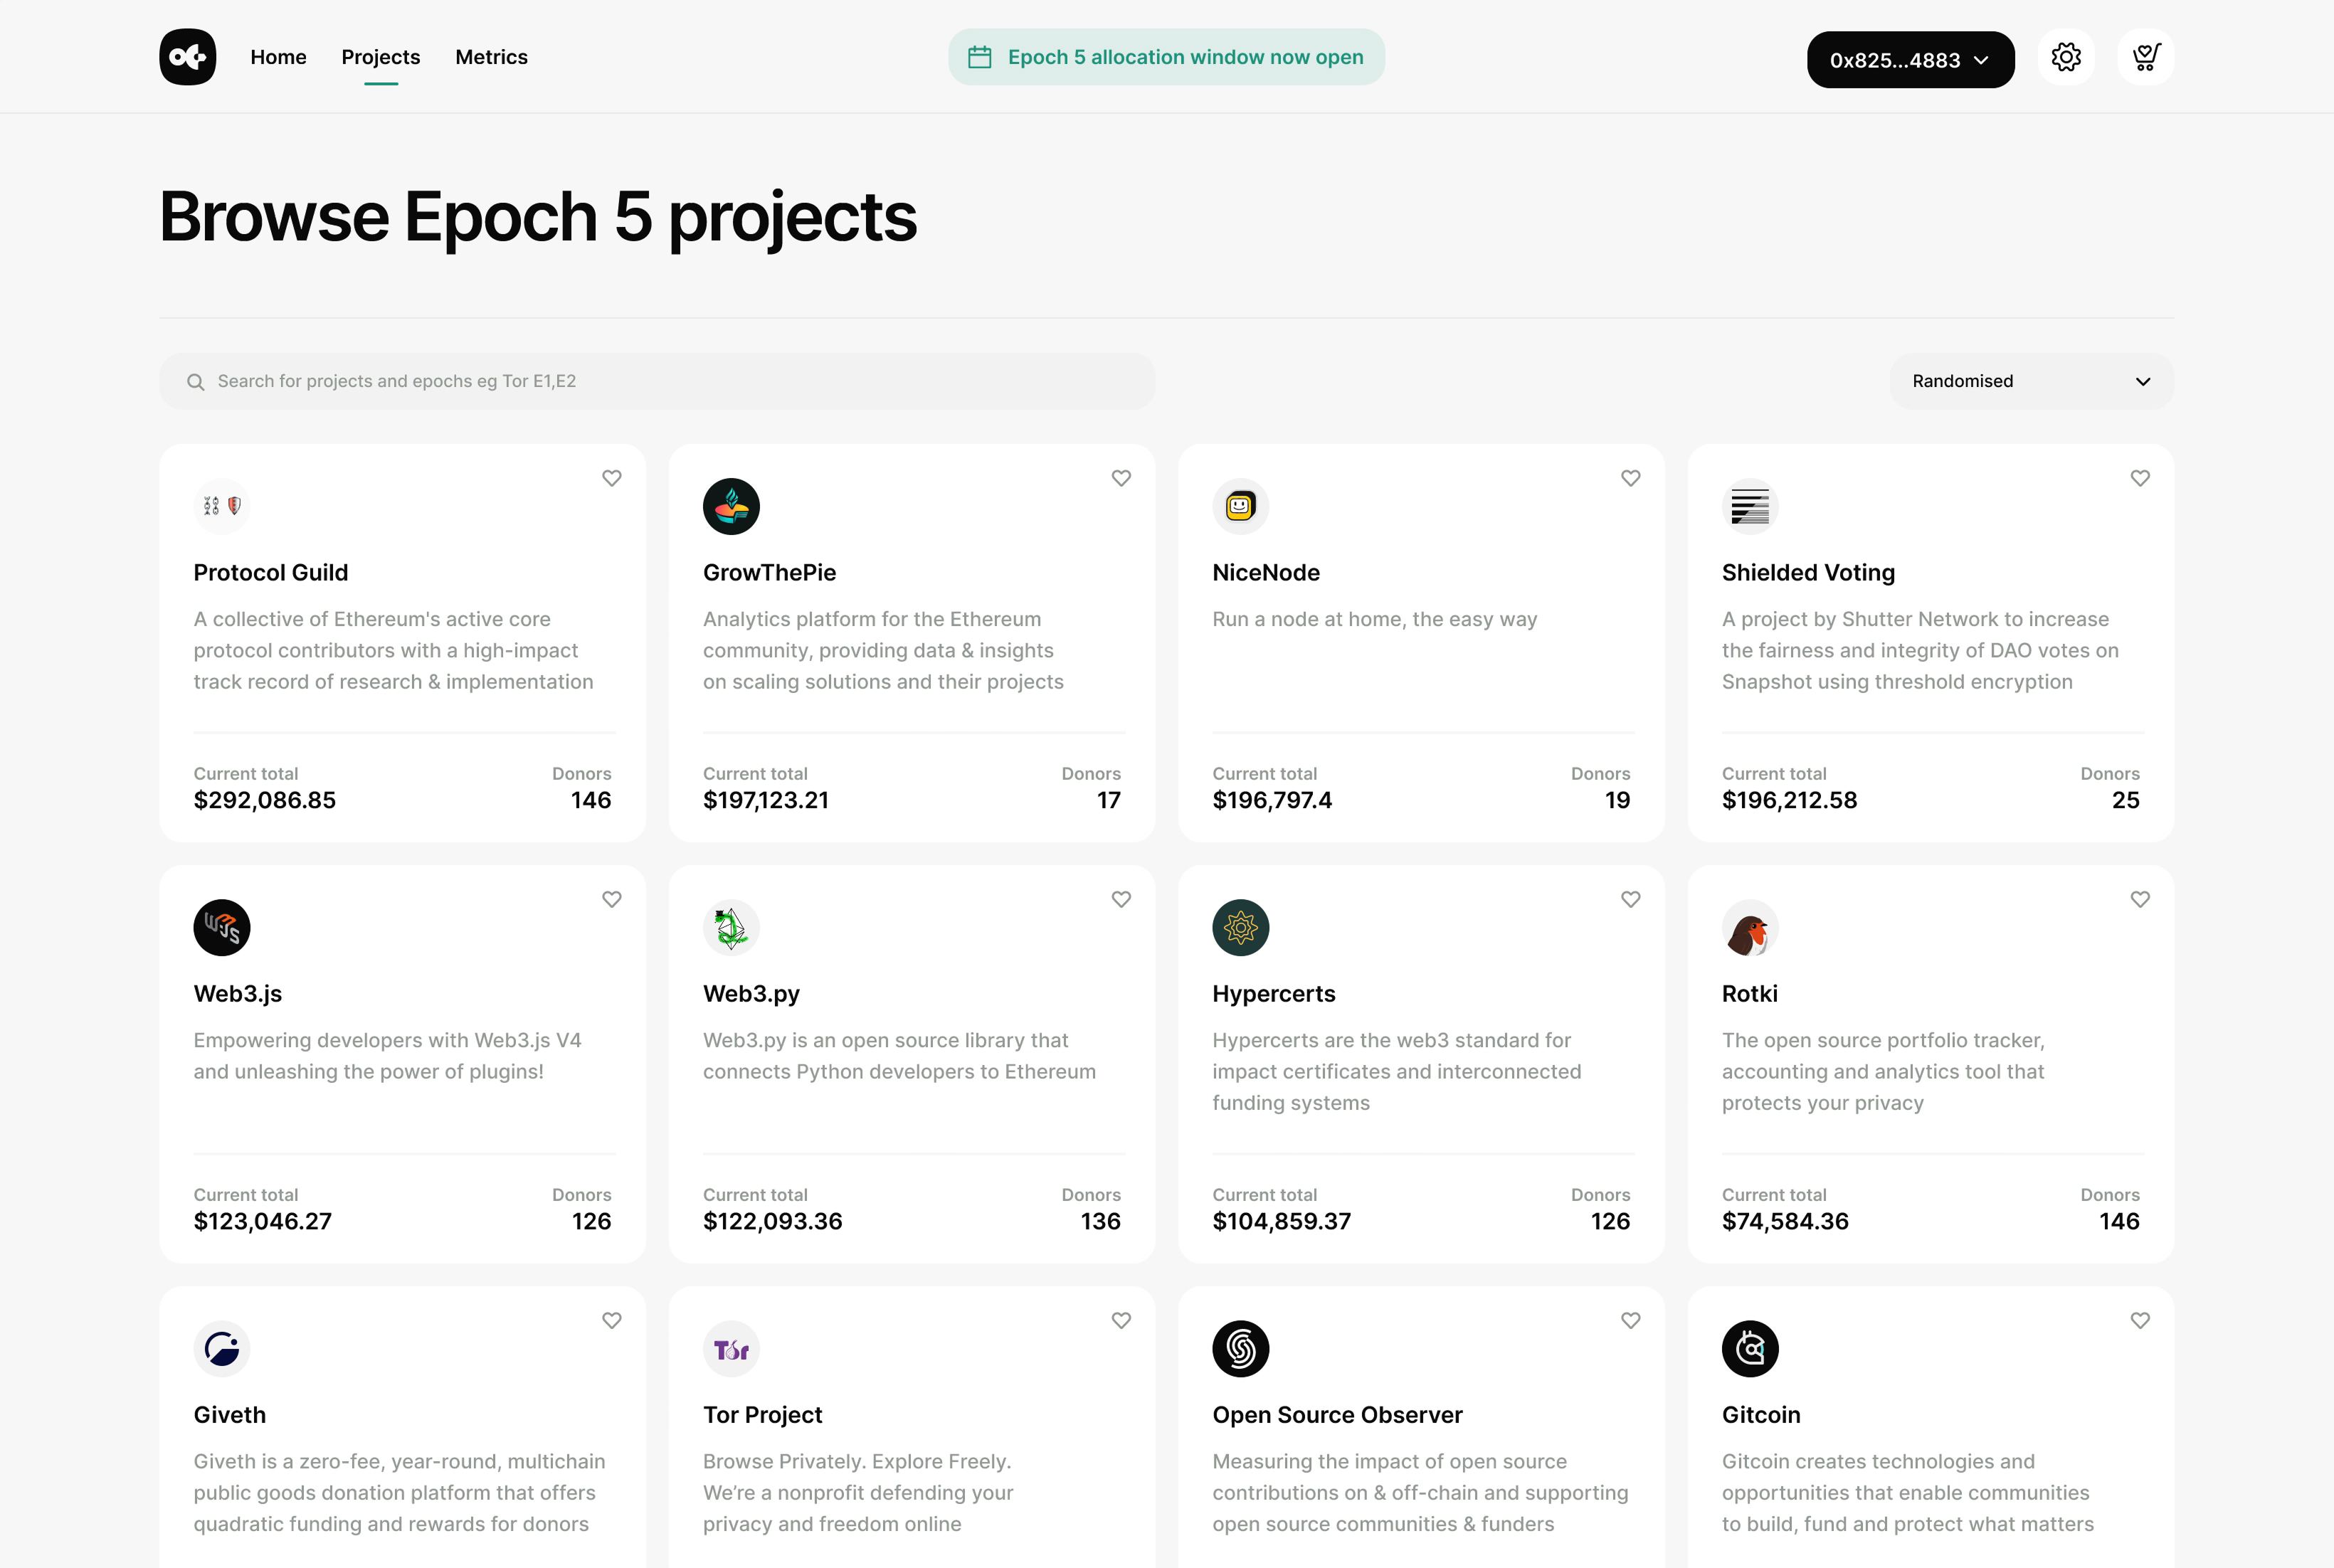 Home Projects Metrics
Epoch 5 allocation window now open
0x825...4883
Browse Epoch 5 projects
Search for projects and epochs eg Tor E1,E2
Randomised
Protocol Guild
A collective of Ethereum's active core
protocol contributors with a high-impact
track record of research & implementation
Current total Donors
$292,086.85 146
GrowThePie
Analytics platform for the Ethereum
community, providing data & insights
on scaling solutions and their projects
Current total Donors
$197,123.21 17
NiceNode
Run a node at home, the easy way
Current total Donors
$196,797.4 19
Shielded Voting
A project by Shutter Network to increase
the fairness and integrity of DAO votes on
Snapshot using threshold encryption
Current total Donors
$196,212.58 25
W3JS
Web3.js
Empowering developers with Web3.js V4
and unleashing the power of plugins!
Current total Donors
$123,046.27 126
Web3.py
Web3.py is an open source library that
connects Python developers to Ethereum
Current total Donors
$122,093.36 136
Hypercerts
Hypercerts are the web3 standard for
impact certificates and interconnected
funding systems
Current total Donors
$104,859.37 126
Rotki
The open source portfolio tracker,
accounting and analytics tool that
protects your privacy
Current total Donors
$74,584.36 146
Giveth
Giveth is a zero-fee, year-round, multichain
public goods donation platform that offers
quadratic funding and rewards for donors
Tor
Tor Project
Browse Privately. Explore Freely.
We’re a nonprofit defending your
privacy and freedom online
Open Source Observer
Measuring the impact of open source
contributions on & off-chain and supporting
open source communities & funders
Gitcoin
Gitcoin creates technologies and
opportunities that enable communities
to build, fund and protect what matters